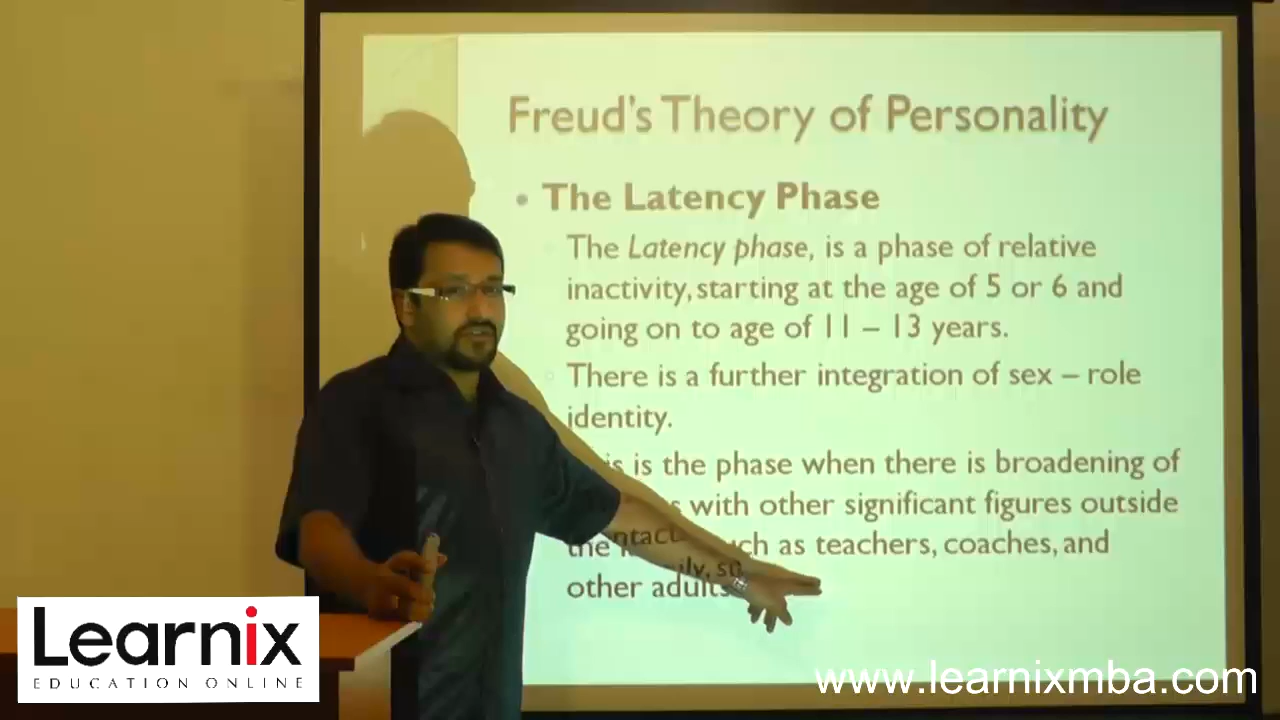 Freud's Theory of Personality
• The Latency Phase
The Latency phase, is a phase of relative
inactivity, starting at the age of 5 or 6 and
going on to age of 11 – 13 years.
There is a further integration of sex – role
identity.
is is the phase when there is broadening of
with other significant figures outside
the such as teachers, coaches, and
other adults
Learnix
EDUCATION ONLINE
www.learnixmba.com